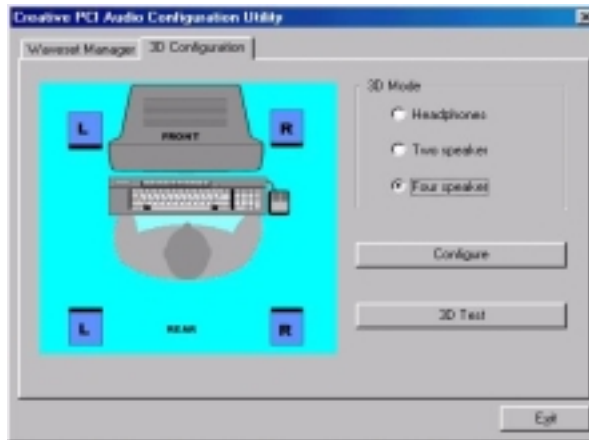 Creative PCI Audio Configuration Utility
Waveset Manager
3D Configuration
L
FRONT
R
L
REAR
R
3D Mode
Headphones
Two speaker
Four speaker
Configure
3D Test
Exit